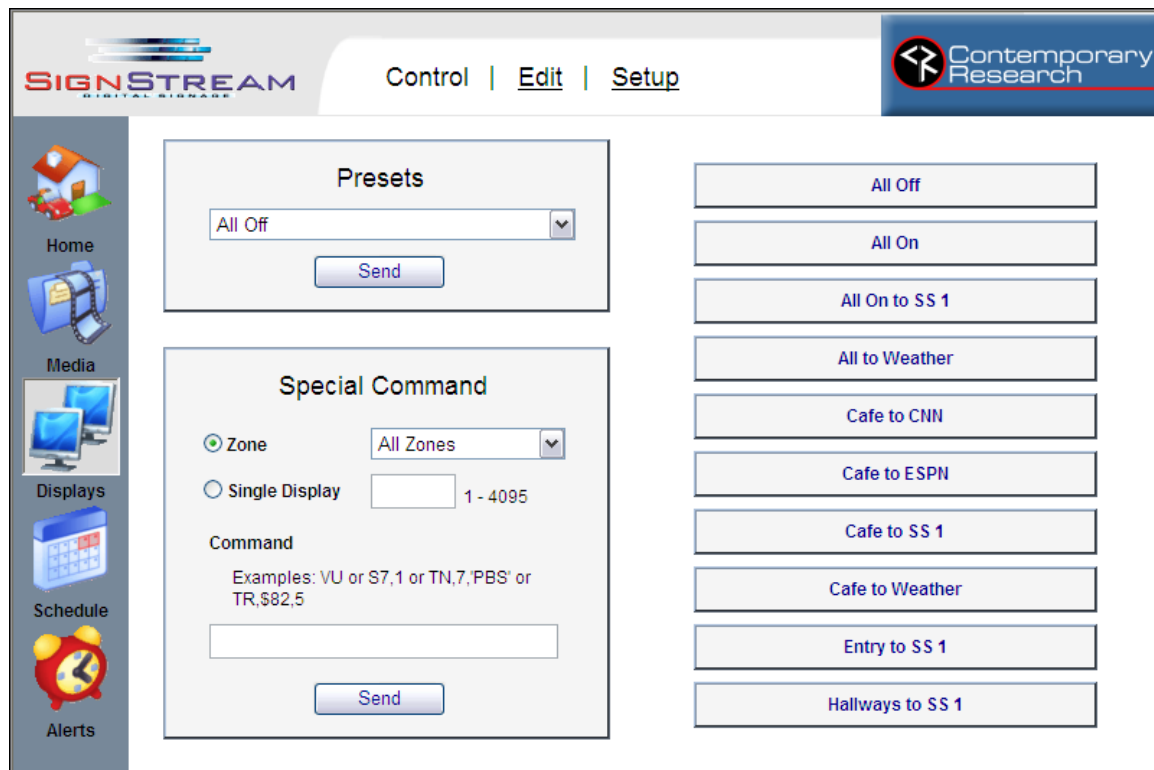 SIGNSTREAM
DIGITAL SIGNAGE
Control | Edit | Setup
Contemporary
Research
Home
Media
Displays
Schedule
Alerts
Presets
All Off
Send
Special Command
Zone
All Zones
Single Display
1 - 4095
Command
Examples: VU or S7,1 or TN,7,'PBS' or
TR,$82,5
Send
All Off
All On
All On to SS 1
All to Weather
Cafe to CNN
Cafe to ESPN
Cafe to SS 1
Cafe to Weather
Entry to SS 1
Hallways to SS 1